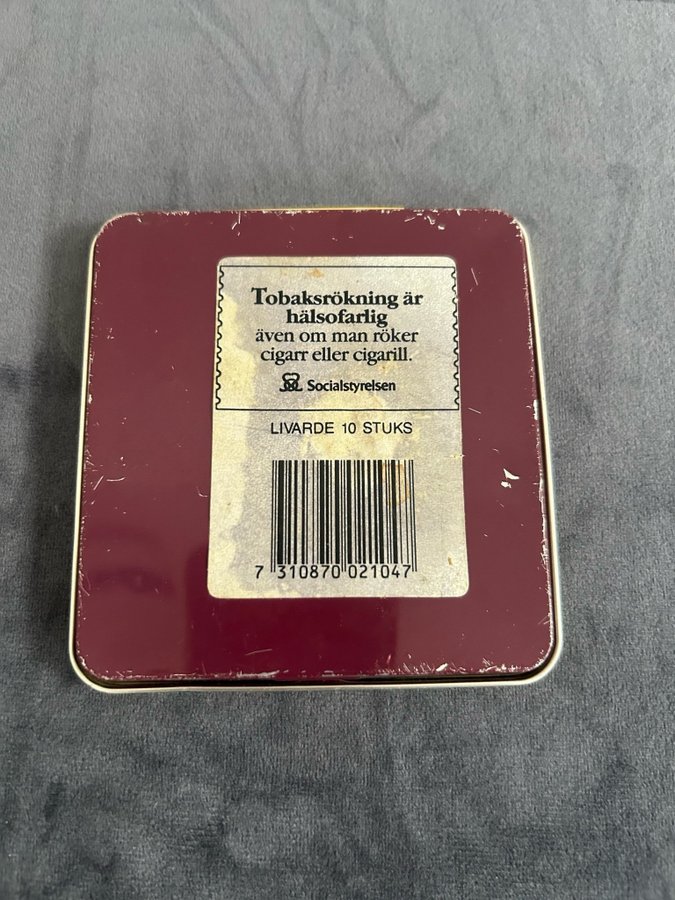 Tobaksrökning är
hälsofarlig
även om man röker
cigarr eller cigarill.
Socialstyrelsen
LIVARDE 10 STUKS
7 310870 021047